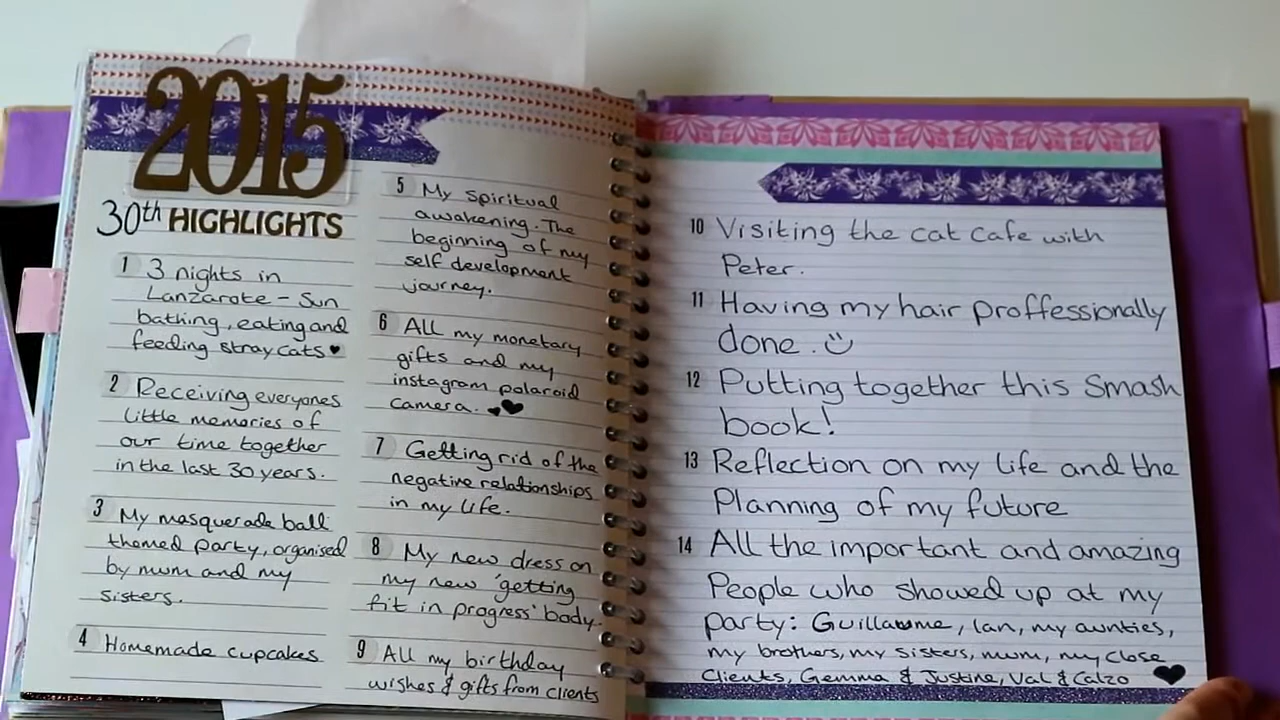 2015
30th HIGHLIGHTS
1 3 nights in
Lanzarote - Sun
bathing, eating and
feeding stray cats ♥
2 Receiving everyones
little memories of
our time together
in the last 30 years.
3 My masquerade ball
themed party, organised
by mum and my
sisters.
4 Homemade cupcakes
5 My spiritual
awakening. The
beginning of my
self development
journey.
6 All my monetary
gifts and my
instagram polaroid
camera. ♥♥
7 Getting rid of the
negative relationships
in my life.
8 My new dress on
my new 'getting
fit in progress' body.
9 All my birthday
wishes & gifts from clients
10 Visiting the cat cafe with
Peter.
11 Having my hair proffessionally
done. ☺
12 Putting together this Smash
book!
13 Reflection on my life and the
Planning of my future
14 All the important and amazing
People who showed up at my
party: Guillaume, Ian, my aunties,
my brothers, my sisters, mum, my close
Clients, Gemma & Justine, Val & Calzo ♥